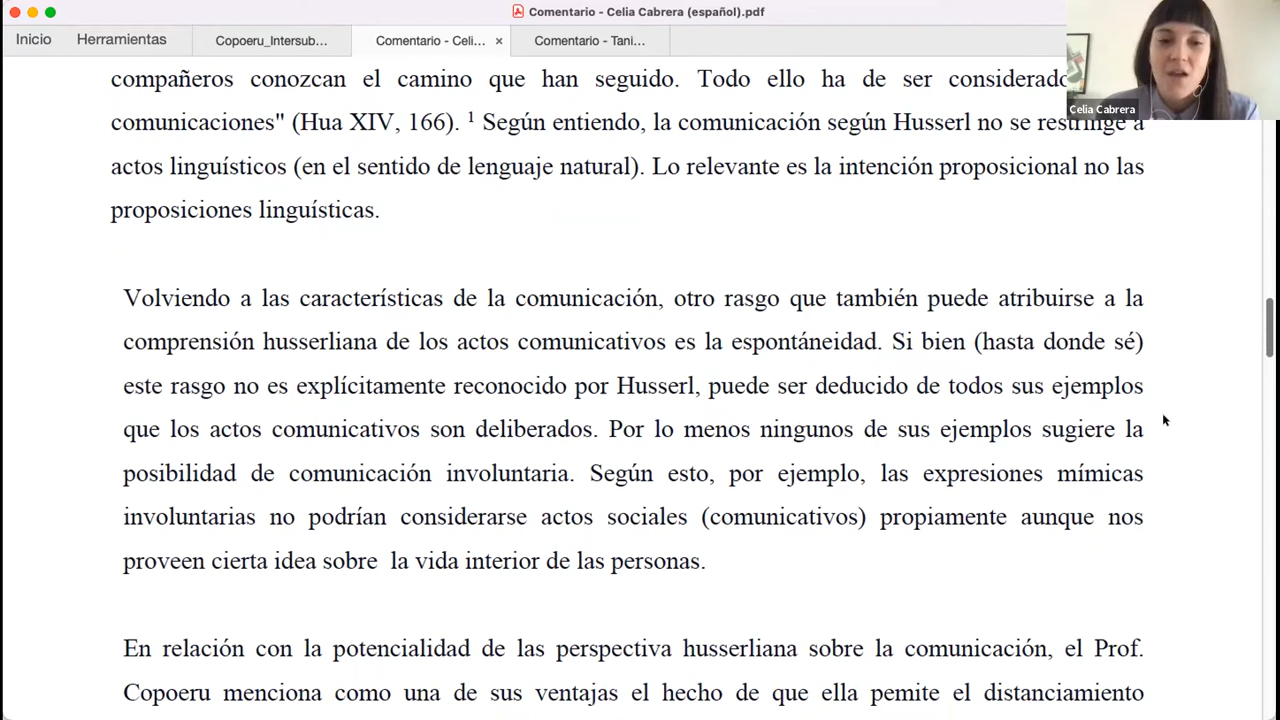 Comentario - Celia Cabrera (español).pdf
Inicio Herramientas Copoeru_Intersub... Comentario - Celi... × Comentario - Tani...
Celia Cabrera
compañeros conozcan el camino que han seguido. Todo ello ha de ser considerado
comunicaciones" (Hua XIV, 166). ¹ Según entiendo, la comunicación según Husserl no se restringe a
actos linguísticos (en el sentido de lenguaje natural). Lo relevante es la intención proposicional no las
proposiciones linguísticas.
Volviendo a las características de la comunicación, otro rasgo que también puede atribuirse a la
comprensión husserliana de los actos comunicativos es la espontáneidad. Si bien (hasta donde sé)
este rasgo no es explícitamente reconocido por Husserl, puede ser deducido de todos sus ejemplos
que los actos comunicativos son deliberados. Por lo menos ningunos de sus ejemplos sugiere la
posibilidad de comunicación involuntaria. Según esto, por ejemplo, las expresiones mímicas
involuntarias no podrían considerarse actos sociales (comunicativos) propiamente aunque nos
proveen cierta idea sobre la vida interior de las personas.
En relación con la potencialidad de las perspectiva husserliana sobre la comunicación, el Prof.
Copoeru menciona como una de sus ventajas el hecho de que ella pemite el distanciamiento